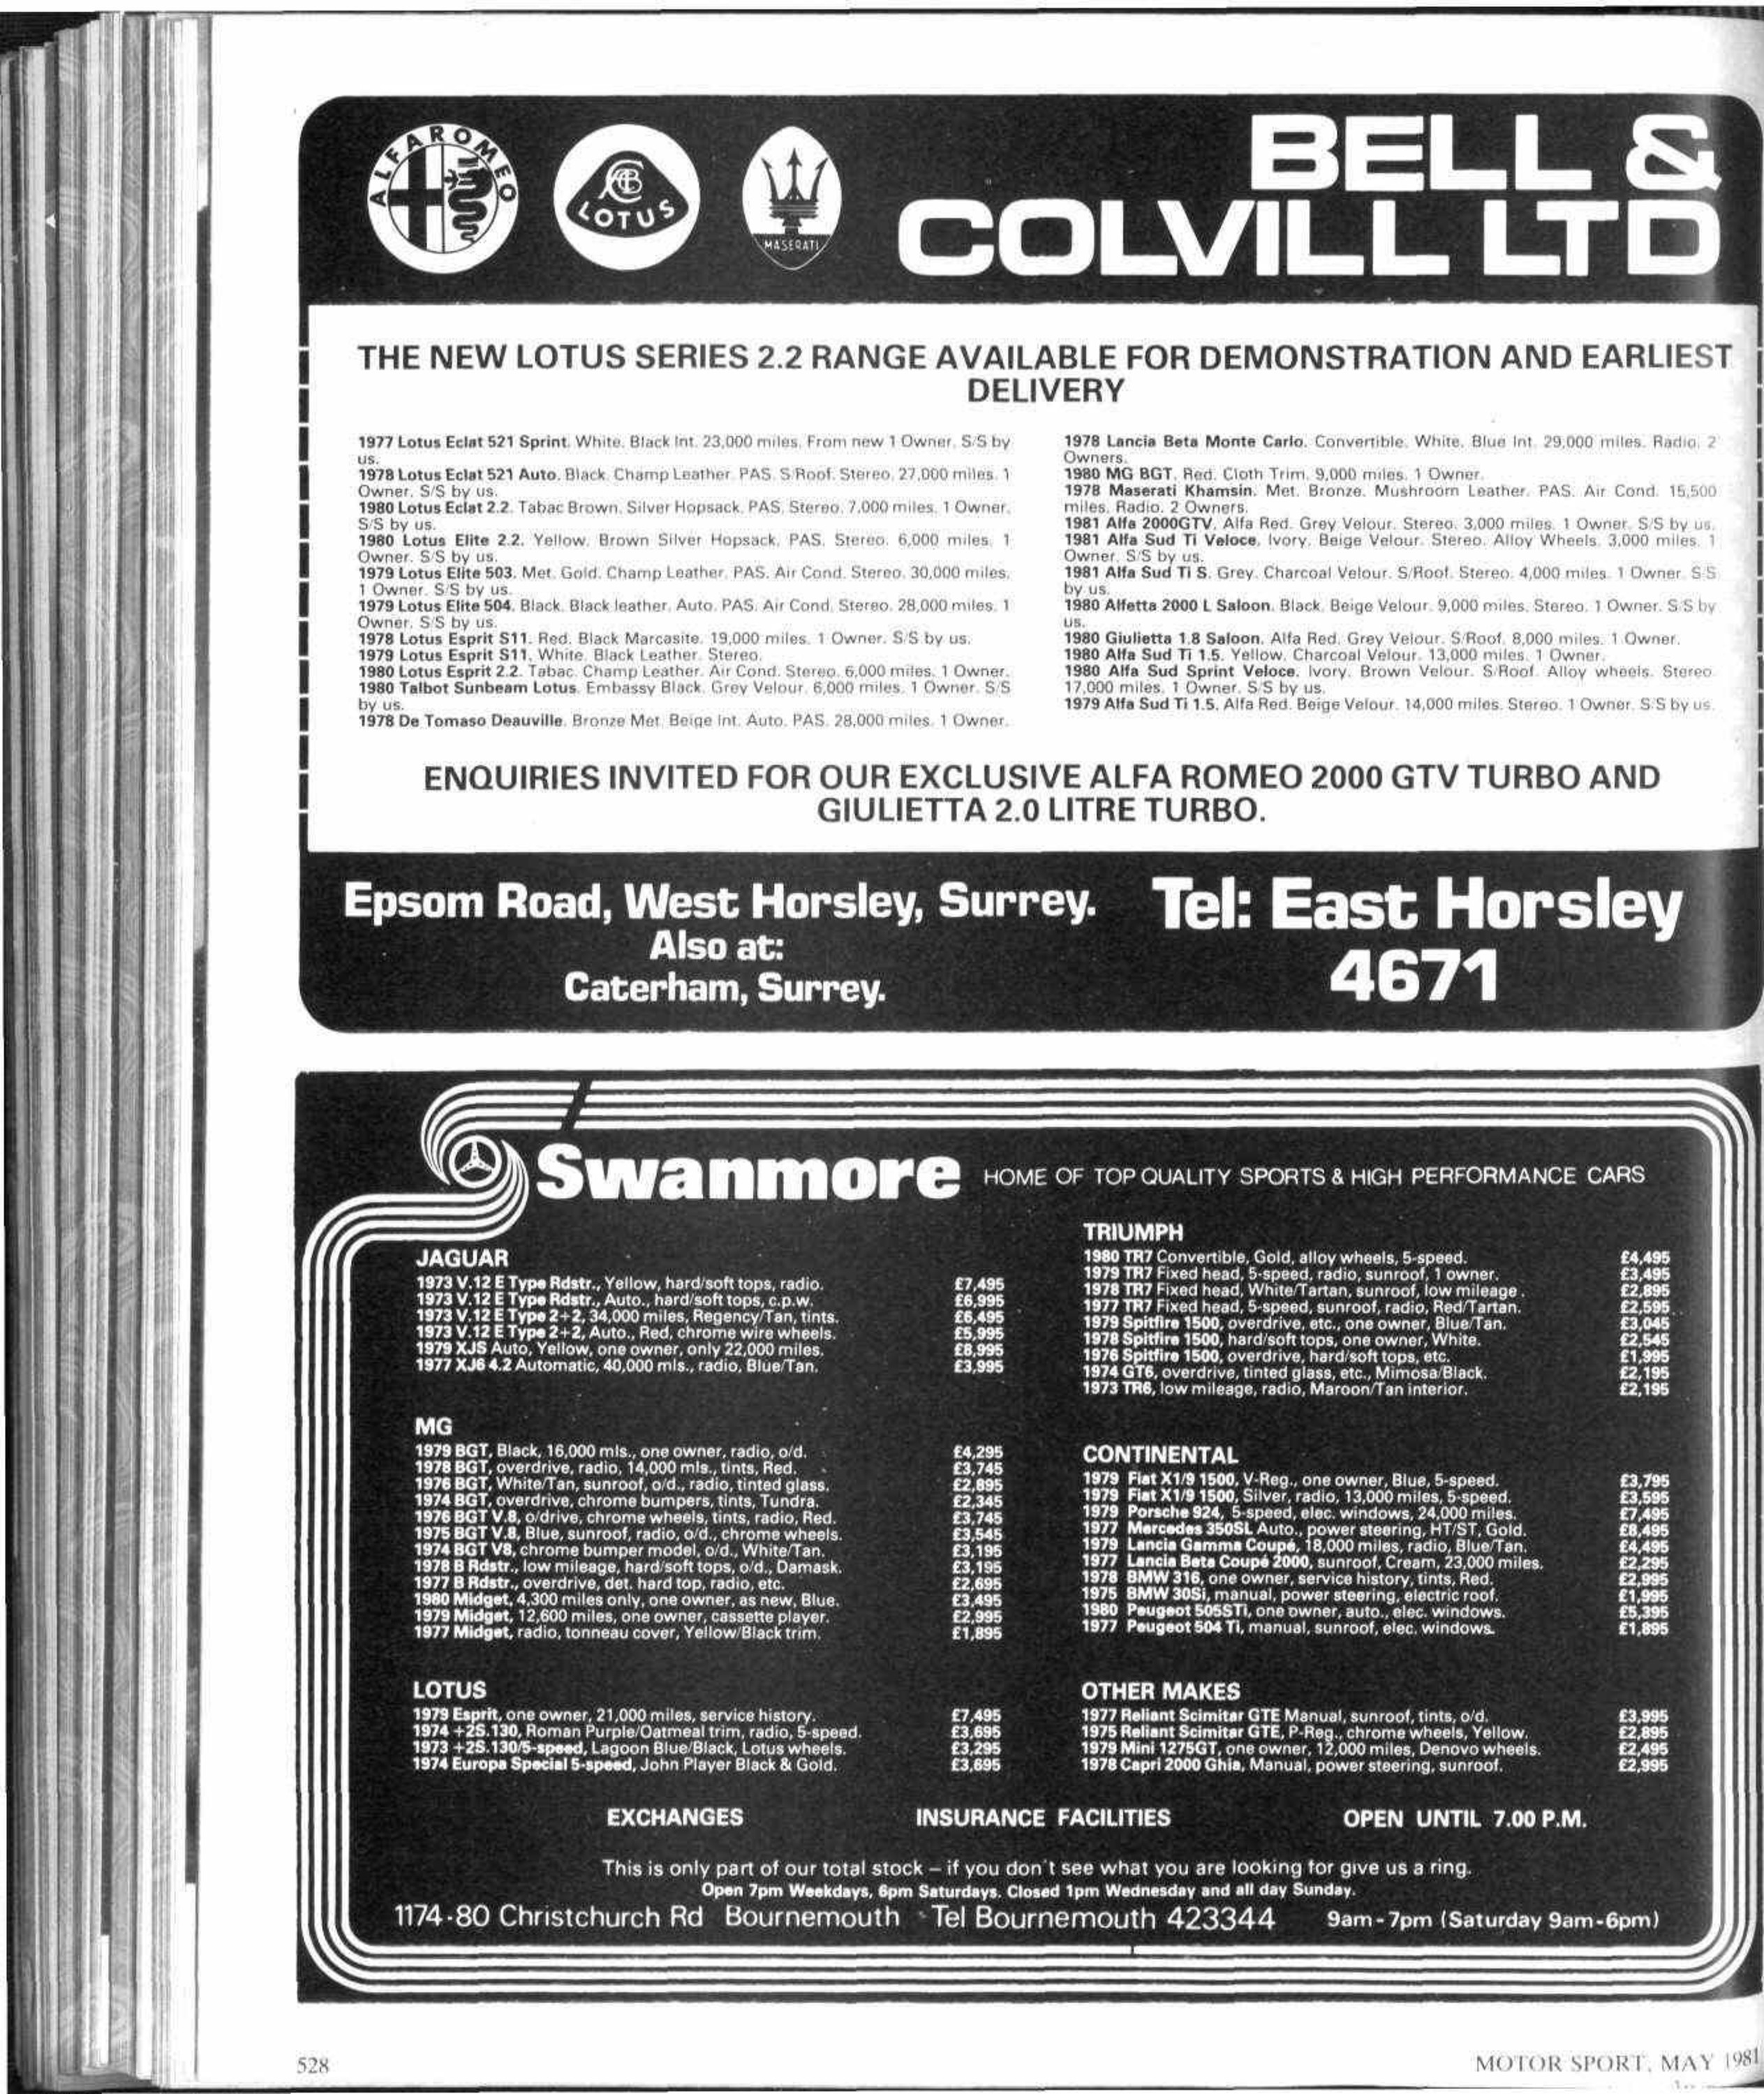 ALFA ROMEO
LOTUS
MASERATI
BELL &
COLVILL LTD
THE NEW LOTUS SERIES 2.2 RANGE AVAILABLE FOR DEMONSTRATION AND EARLIEST
DELIVERY
1977 Lotus Eclat 521 Sprint. White. Black Int. 23,000 miles. From new 1 Owner. S/S by
us.
1978 Lotus Eclat 521 Auto. Black. Champ Leather. PAS. S/Roof. Stereo. 27,000 miles. 1
Owner. S/S by us.
1980 Lotus Eclat 2.2. Tabac Brown. Silver Hopsack. PAS. Stereo. 7,000 miles. 1 Owner.
S/S by us.
1980 Lotus Elite 2.2. Yellow. Brown Silver Hopsack. PAS. Stereo. 6,000 miles. 1
Owner. S/S by us.
1979 Lotus Elite 503. Met. Gold. Champ Leather. PAS. Air Cond. Stereo. 30,000 miles.
1 Owner. S/S by us.
1979 Lotus Elite 504. Black. Black leather. Auto. PAS. Air Cond. Stereo. 28,000 miles. 1
Owner. S/S by us.
1978 Lotus Esprit S11. Red. Black Marcasite. 19,000 miles. 1 Owner. S/S by us.
1979 Lotus Esprit S11. White. Black Leather. Stereo.
1980 Lotus Esprit 2.2. Tabac. Champ Leather. Air Cond. Stereo. 6,000 miles. 1 Owner.
1980 Talbot Sunbeam Lotus. Embassy Black. Grey Velour. 6,000 miles. 1 Owner. S/S
by us.
1978 De Tomaso Deauville. Bronze Met. Beige Int. Auto. PAS. 28,000 miles. 1 Owner.
1978 Lancia Beta Monte Carlo. Convertible. White. Blue Int. 29,000 miles. Radio. 2
Owners.
1980 MG BGT. Red. Cloth Trim. 9,000 miles. 1 Owner.
1978 Maserati Khamsin. Met. Bronze. Mushroom Leather. PAS. Air Cond. 15,500
miles. Radio. 2 Owners.
1981 Alfa 2000GTV. Alfa Red. Grey Velour. Stereo. 3,000 miles. 1 Owner. S/S by us.
1981 Alfa Sud Ti Veloce. Ivory. Beige Velour. Stereo. Alloy Wheels. 3,000 miles. 1
Owner. S/S by us.
1981 Alfa Sud Ti S. Grey. Charcoal Velour. S/Roof. Stereo. 4,000 miles. 1 Owner. S/S
by us.
1980 Alfetta 2000 L Saloon. Black. Beige Velour. 9,000 miles. Stereo. 1 Owner. S/S by
us.
1980 Giulietta 1.8 Saloon. Alfa Red. Grey Velour. S/Roof. 8,000 miles. 1 Owner.
1980 Alfa Sud Ti 1.5. Yellow. Charcoal Velour. 13,000 miles. 1 Owner.
1980 Alfa Sud Sprint Veloce. Ivory. Brown Velour. S/Roof. Alloy wheels. Stereo.
17,000 miles. 1 Owner. S/S by us.
1979 Alfa Sud Ti 1.5. Alfa Red. Beige Velour. 14,000 miles. Stereo. 1 Owner. S/S by us.
ENQUIRIES INVITED FOR OUR EXCLUSIVE ALFA ROMEO 2000 GTV TURBO AND
GIULIETTA 2.0 LITRE TURBO.
Epsom Road, West Horsley, Surrey.
Also at:
Caterham, Surrey.
Tel: East Horsley
4671
Swanmore HOME OF TOP QUALITY SPORTS & HIGH PERFORMANCE CARS
JAGUAR
1973 V.12 E Type Rdstr., Yellow, hard/soft tops, radio. £7,495
1973 V.12 E Type Rdstr., Auto., hard/soft tops, c.p.w. £6,995
1973 V.12 E Type 2+2, 34,000 miles, Regency/Tan, tints. £6,495
1973 V.12 E Type 2+2, Auto., Red, chrome wire wheels. £5,995
1979 XJS Auto, Yellow, one owner, only 22,000 miles. £8,995
1977 XJ6 4.2 Automatic, 40,000 mls., radio, Blue/Tan. £3,995
MG
1979 BGT, Black, 16,000 mls., one owner, radio, o/d. £4,295
1978 BGT, overdrive, radio, 14,000 mls., tints, Red. £3,745
1976 BGT, White/Tan, sunroof, o/d., radio, tinted glass. £2,895
1974 BGT, overdrive, chrome bumpers, tints, Tundra. £2,345
1976 BGT V.8, o/drive, chrome wheels, tints, radio, Red. £3,745
1975 BGT V.8, Blue, sunroof, radio, o/d., chrome wheels. £3,545
1974 BGT V8, chrome bumper model, o/d., White/Tan. £3,195
1978 B Rdstr., low mileage, hard/soft tops, o/d., Damask. £3,195
1977 B Rdstr., overdrive, det. hard top, radio, etc. £2,695
1980 Midget, 4,300 miles only, one owner, as new, Blue. £3,495
1979 Midget, 12,600 miles, one owner, cassette player. £2,995
1977 Midget, radio, tonneau cover, Yellow/Black trim. £1,895
LOTUS
1979 Esprit, one owner, 21,000 miles, service history. £7,495
1974 +2S.130, Roman Purple/Oatmeal trim, radio, 5-speed. £3,695
1973 +2S.130/5-speed, Lagoon Blue/Black, Lotus wheels. £3,295
1974 Europa Special 5-speed, John Player Black & Gold. £3,695
TRIUMPH
1980 TR7 Convertible, Gold, alloy wheels, 5-speed. £4,495
1979 TR7 Fixed head, 5-speed, radio, sunroof, 1 owner. £3,495
1978 TR7 Fixed head, White/Tartan, sunroof, low mileage. £2,895
1977 TR7 Fixed head, 5-speed, sunroof, radio, Red/Tartan. £2,595
1979 Spitfire 1500, overdrive, etc., one owner, Blue/Tan. £3,045
1978 Spitfire 1500, hard/soft tops, one owner, White. £2,545
1976 Spitfire 1500, overdrive, hard/soft tops, etc. £1,995
1974 GT6, overdrive, tinted glass, etc., Mimosa/Black. £2,195
1973 TR6, low mileage, radio, Maroon/Tan interior. £2,195
CONTINENTAL
1979 Fiat X1/9 1500, V-Reg., one owner, Blue, 5-speed. £3,795
1979 Fiat X1/9 1500, Silver, radio, 13,000 miles, 5-speed. £3,595
1979 Porsche 924, 5-speed, elec. windows, 24,000 miles. £7,495
1977 Mercedes 350SL Auto., power steering, HT/ST, Gold. £8,495
1979 Lancia Gamma Coupé, 18,000 miles, radio, Blue/Tan. £4,495
1977 Lancia Beta Coupé 2000, sunroof, Cream, 23,000 miles. £2,295
1978 BMW 316, one owner, service history, tints, Red. £2,995
1975 BMW 30Si, manual, power steering, electric roof. £1,995
1980 Peugeot 505STi, one owner, auto., elec. windows. £5,395
1977 Peugeot 504 Ti, manual, sunroof, elec. windows. £1,895
OTHER MAKES
1977 Reliant Scimitar GTE Manual, sunroof, tints, o/d. £3,995
1975 Reliant Scimitar GTE, P-Reg., chrome wheels, Yellow. £2,895
1979 Mini 1275GT, one owner, 12,000 miles, Denovo wheels. £2,495
1978 Capri 2000 Ghia, Manual, power steering, sunroof. £2,995
EXCHANGES INSURANCE FACILITIES OPEN UNTIL 7.00 P.M.
This is only part of our total stock – if you don't see what you are looking for give us a ring.
Open 7pm Weekdays, 6pm Saturdays. Closed 1pm Wednesday and all day Sunday.
1174-80 Christchurch Rd Bournemouth Tel Bournemouth 423344 9am-7pm (Saturday 9am-6pm)
528
MOTOR SPORT, MAY 1981